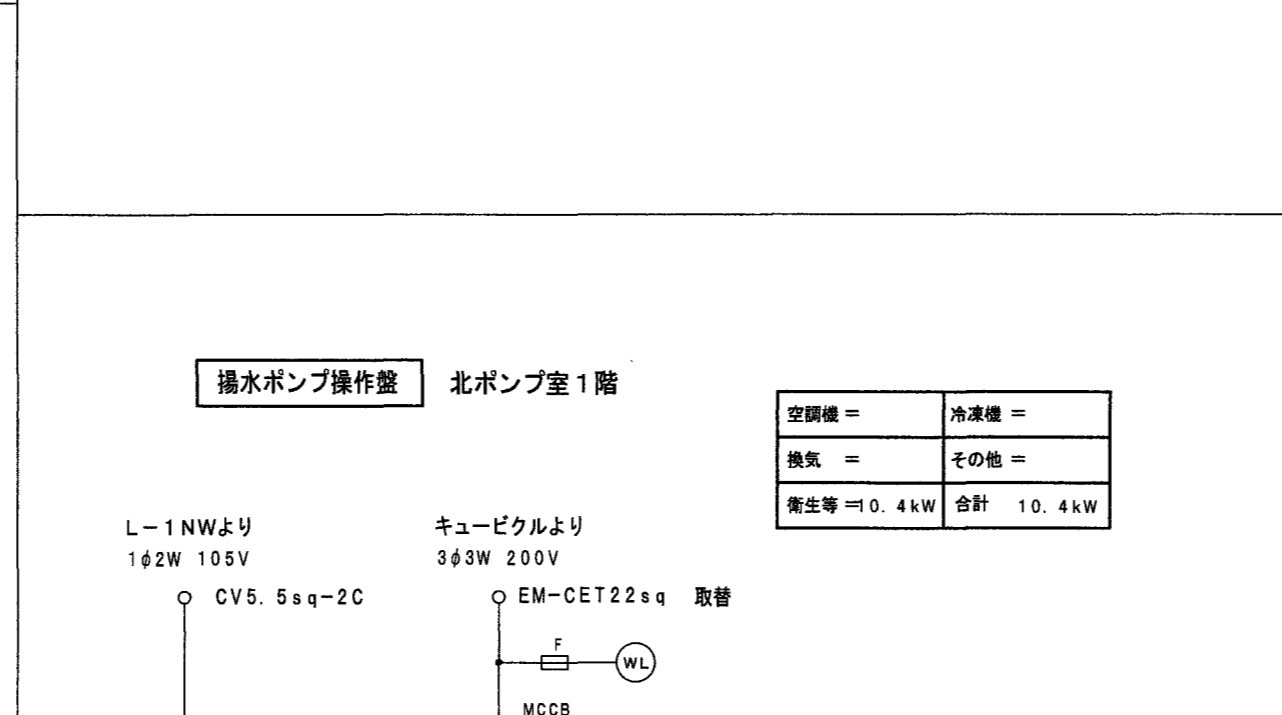 揚水ポンプ操作盤 北ポンプ室1階
空調機 = 冷凍機 =
換気 = その他 =
衛生等 =10.4kW 合計 10.4kW
L-1NWより キュービクルより
1φ2W 105V 3φ3W 200V
CV5.5sq-2C EM-CET22sq 取替
F
WL
MCCB